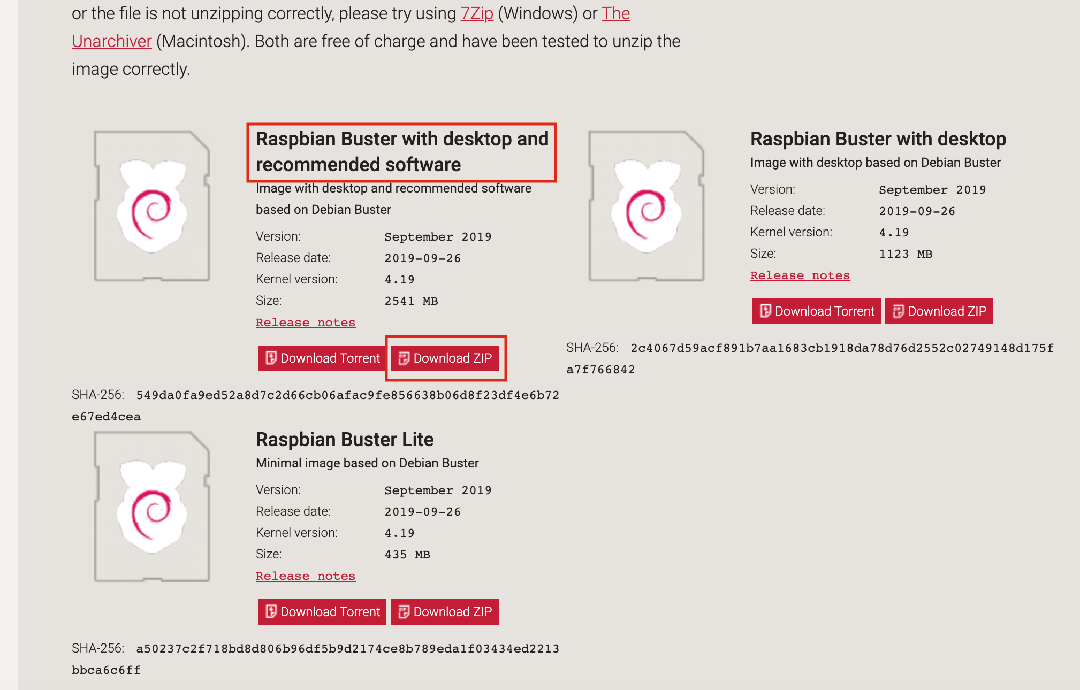 or the file is not unzipping correctly, please try using 7Zip (Windows) or The
Unarchiver (Macintosh). Both are free of charge and have been tested to unzip the
image correctly.
Raspbian Buster with desktop and
recommended software
Image with desktop and recommended software
based on Debian Buster
Version: September 2019
Release date: 2019-09-26
Kernel version: 4.19
Size: 2541 MB
Release notes
Download Torrent Download ZIP
SHA-256: 549da0fa9ed52a8d7c2d66cb06afac9fe856638b06d8f23df4e6b72
e67ed4cea
Raspbian Buster with desktop
Image with desktop based on Debian Buster
Version: September 2019
Release date: 2019-09-26
Kernel version: 4.19
Size: 1123 MB
Release notes
Download Torrent Download ZIP
SHA-256: 2c4067d59acf891b7aa1683cb1918da78d76d2552c02749148d175f
a7f766842
Raspbian Buster Lite
Minimal image based on Debian Buster
Version: September 2019
Release date: 2019-09-26
Kernel version: 4.19
Size: 435 MB
Release notes
Download Torrent Download ZIP
SHA-256: a50237c2f718bd8d806b96df5b9d2174ce8b789eda1f03434ed2213
bbca6c6ff